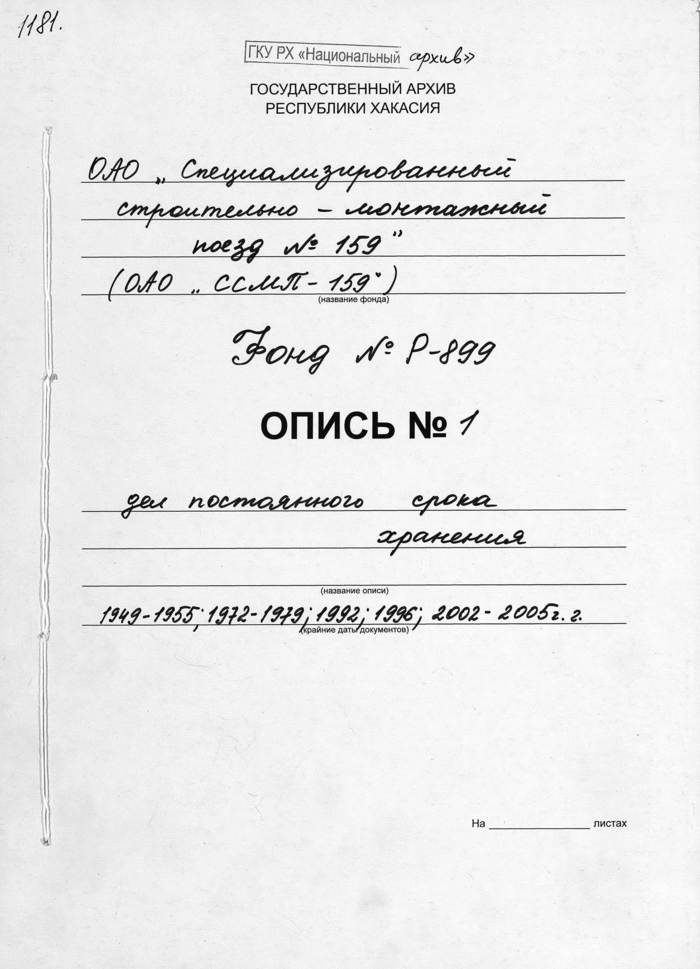 1181.
ГКУ РХ «Национальный архив»
ГОСУДАРСТВЕННЫЙ АРХИВ
РЕСПУБЛИКИ ХАКАСИЯ
ОАО „Специализированный
строительно – монтажный
поезд № 159"
(ОАО „ССМП - 159")
(название фонда)
Фонд № Р-899
ОПИСЬ № 1
дел постоянного срока
хранения
(название описи)
1949-1955; 1972-1979; 1992; 1996; 2002 - 2005г. г.
(крайние даты документов)
На ______________ листах